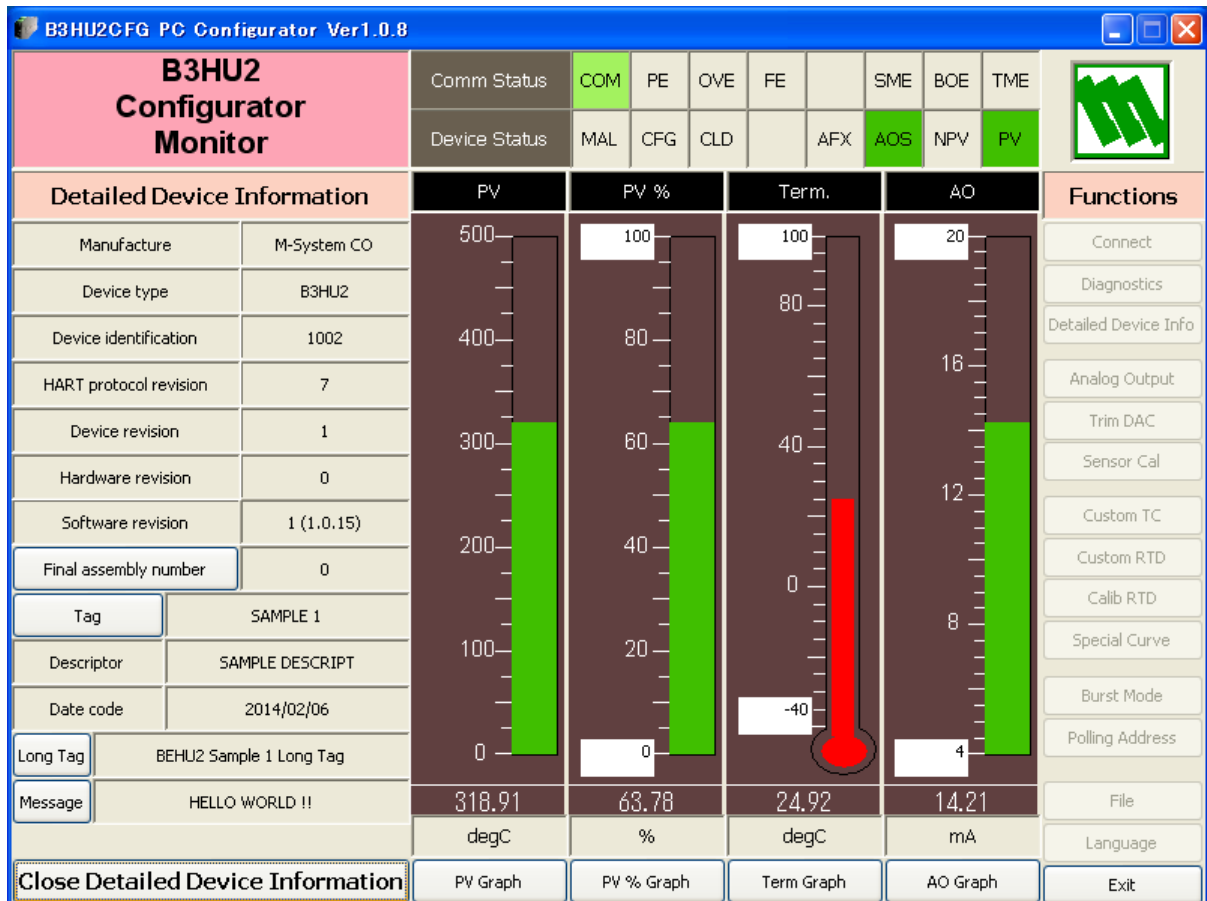 B3HU2CFG PC Configurator Ver1.0.8
B3HU2
Configurator
Monitor
Comm Status COM PE OVE FE SME BOE TME
Device Status MAL CFG CLD AFX AOS NPV PV
Detailed Device Information
Manufacture M-System CO
Device type B3HU2
Device identification 1002
HART protocol revision 7
Device revision 1
Hardware revision 0
Software revision 1 (1.0.15)
Final assembly number 0
Tag SAMPLE 1
Descriptor SAMPLE DESCRIPT
Date code 2014/02/06
Long Tag BEHU2 Sample 1 Long Tag
Message HELLO WORLD !!
Close Detailed Device Information
PV
500
400
300
200
100
0
318.91
degC
PV Graph
PV %
100
80
60
40
20
0
63.78
%
PV % Graph
Term.
100
80
40
0
-40
24.92
degC
Term Graph
AO
20
16
12
8
4
14.21
mA
AO Graph
Functions
Connect
Diagnostics
Detailed Device Info
Analog Output
Trim DAC
Sensor Cal
Custom TC
Custom RTD
Calib RTD
Special Curve
Burst Mode
Polling Address
File
Language
Exit